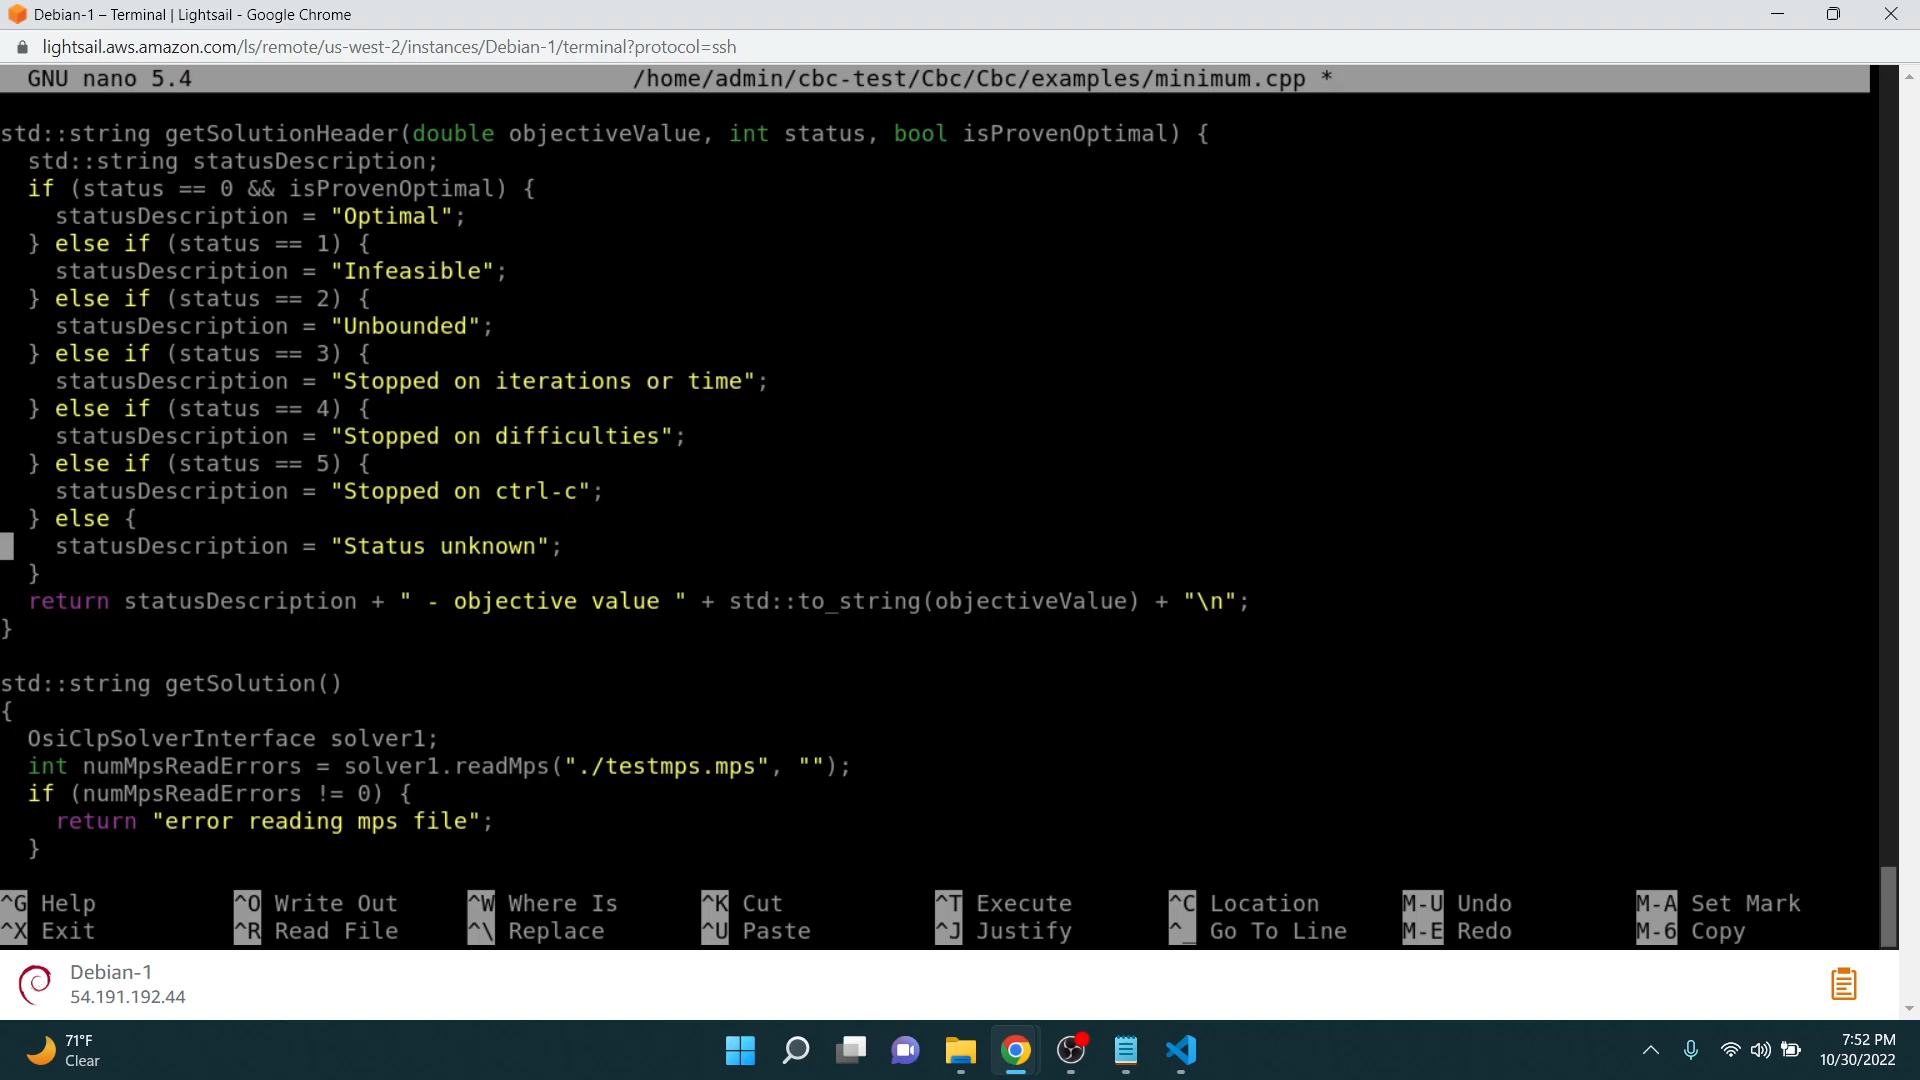 Debian-1 – Terminal | Lightsail - Google Chrome
lightsail.aws.amazon.com/ls/remote/us-west-2/instances/Debian-1/terminal?protocol=ssh
GNU nano 5.4 /home/admin/cbc-test/Cbc/Cbc/examples/minimum.cpp *
std::string getSolutionHeader(double objectiveValue, int status, bool isProvenOptimal) {
  std::string statusDescription;
  if (status == 0 && isProvenOptimal) {
    statusDescription = "Optimal";
  } else if (status == 1) {
    statusDescription = "Infeasible";
  } else if (status == 2) {
    statusDescription = "Unbounded";
  } else if (status == 3) {
    statusDescription = "Stopped on iterations or time";
  } else if (status == 4) {
    statusDescription = "Stopped on difficulties";
  } else if (status == 5) {
    statusDescription = "Stopped on ctrl-c";
  } else {
    statusDescription = "Status unknown";
  }
  return statusDescription + " - objective value " + std::to_string(objectiveValue) + "\n";
}
std::string getSolution()
{
  OsiClpSolverInterface solver1;
  int numMpsReadErrors = solver1.readMps("./testmps.mps", "");
  if (numMpsReadErrors != 0) {
    return "error reading mps file";
  }
^G Help ^O Write Out ^W Where Is ^K Cut ^T Execute ^C Location M-U Undo M-A Set Mark
^X Exit ^R Read File ^\ Replace ^U Paste ^J Justify ^_ Go To Line M-E Redo M-6 Copy
Debian-1
54.191.192.44
71°F
Clear
7:52 PM
10/30/2022